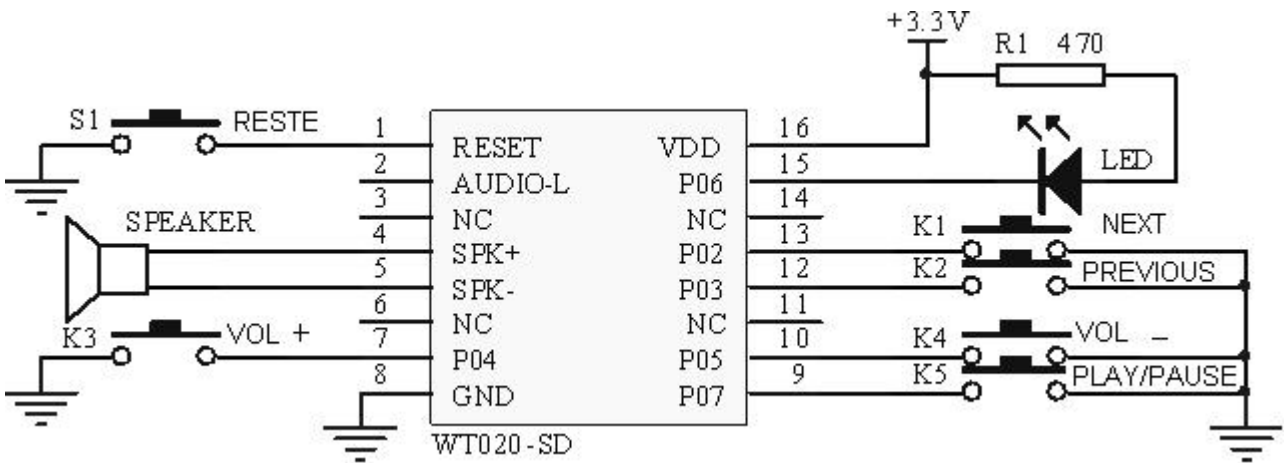 +3.3V
R1 470
S1 RESTE 1 RESET VDD 16
2 AUDIO-L P06 15 LED
3 NC NC 14
SPEAKER 4 SPK+ P02 13 K1 NEXT
5 SPK- P03 12 K2 PREVIOUS
6 NC NC 11
K3 VOL + 7 P04 P05 10 K4 VOL -
8 GND P07 9 K5 PLAY/PAUSE
WT020-SD